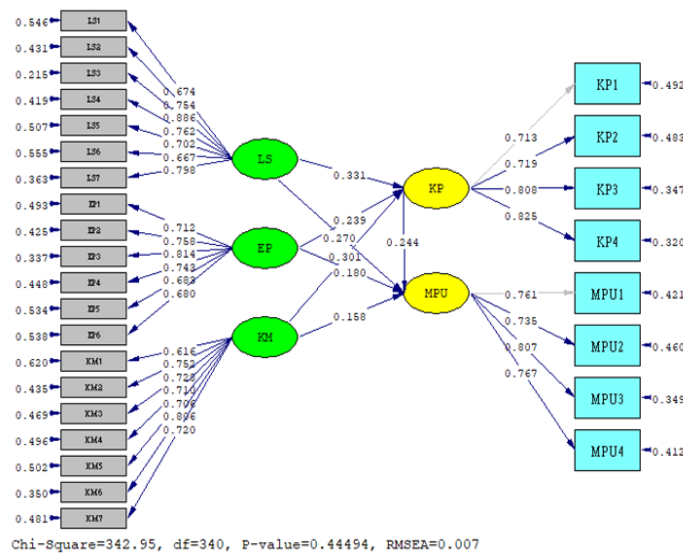 0.546 LS1
0.431 LS2
0.215 LS3
0.419 LS4
0.507 LS5
0.555 LS6
0.363 LS7
0.493 EP1
0.425 EP2
0.337 EP3
0.448 EP4
0.534 EP5
0.538 EP6
0.620 KM1
0.435 KM2
0.469 KM3
0.496 KM4
0.502 KM5
0.350 KM6
0.481 KM7
0.674
0.754
0.886
0.762
0.702
0.667
0.798
0.712
0.758
0.814
0.743
0.683
0.680
0.616
0.752
0.728
0.710
0.706
0.806
0.720
LS
EP
KM
0.331
0.239
0.270
0.301
0.180
0.158
0.244
KP
MPU
0.713
0.719
0.808
0.825
0.761
0.735
0.807
0.767
KP1 0.492
KP2 0.483
KP3 0.347
KP4 0.320
MPU1 0.421
MPU2 0.460
MPU3 0.349
MPU4 0.412
Chi-Square=342.95, df=340, P-value=0.44494, RMSEA=0.007